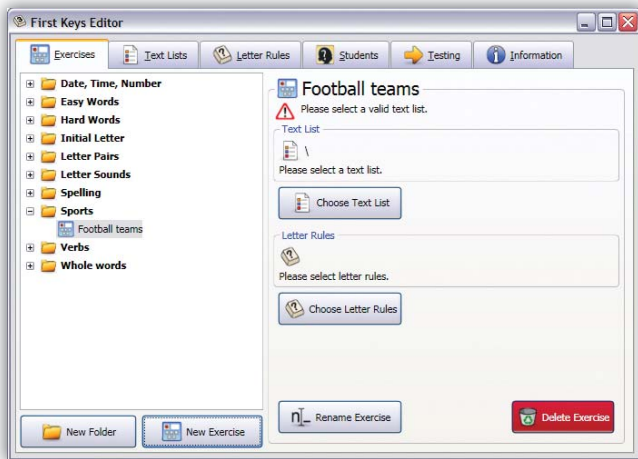 First Keys Editor
Exercises
Text Lists
Letter Rules
Students
Testing
Information
Date, Time, Number
Easy Words
Hard Words
Initial Letter
Letter Pairs
Letter Sounds
Spelling
Sports
Football teams
Verbs
Whole words
New Folder
New Exercise
Football teams
Please select a valid text list.
Text List
\
Please select a text list.
Choose Text List
Letter Rules
Please select letter rules.
Choose Letter Rules
Rename Exercise
Delete Exercise